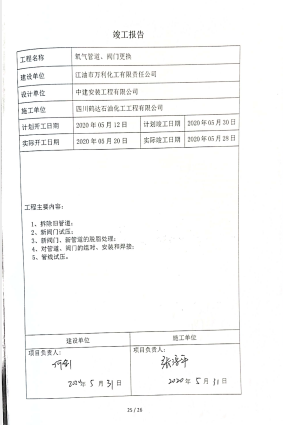 竣工报告
工程名称 氧气管道、阀门更换
建设单位 江油市万利化工有限责任公司
设计单位 中建安装工程有限公司
施工单位 四川鹤达石油化工工程有限公司
计划开工日期 2020 年 05 月 12 日 计划竣工日期 2020 年 05 月 30 日
实际开工日期 2020 年 05 月 20 日 实际竣工日期 2020 年 05 月 28 日
工程主要内容:
1、拆除旧管道;
2、新阀门试压;
3、新阀门、新管道的脱脂处理;
4、对管道、阀门的组对、安装和焊接;
5、管线试压。
建设单位 施工单位
项目负责人: 项目负责人:
年 5 月 31 日 2020 年 5 月 31 日
25 / 28